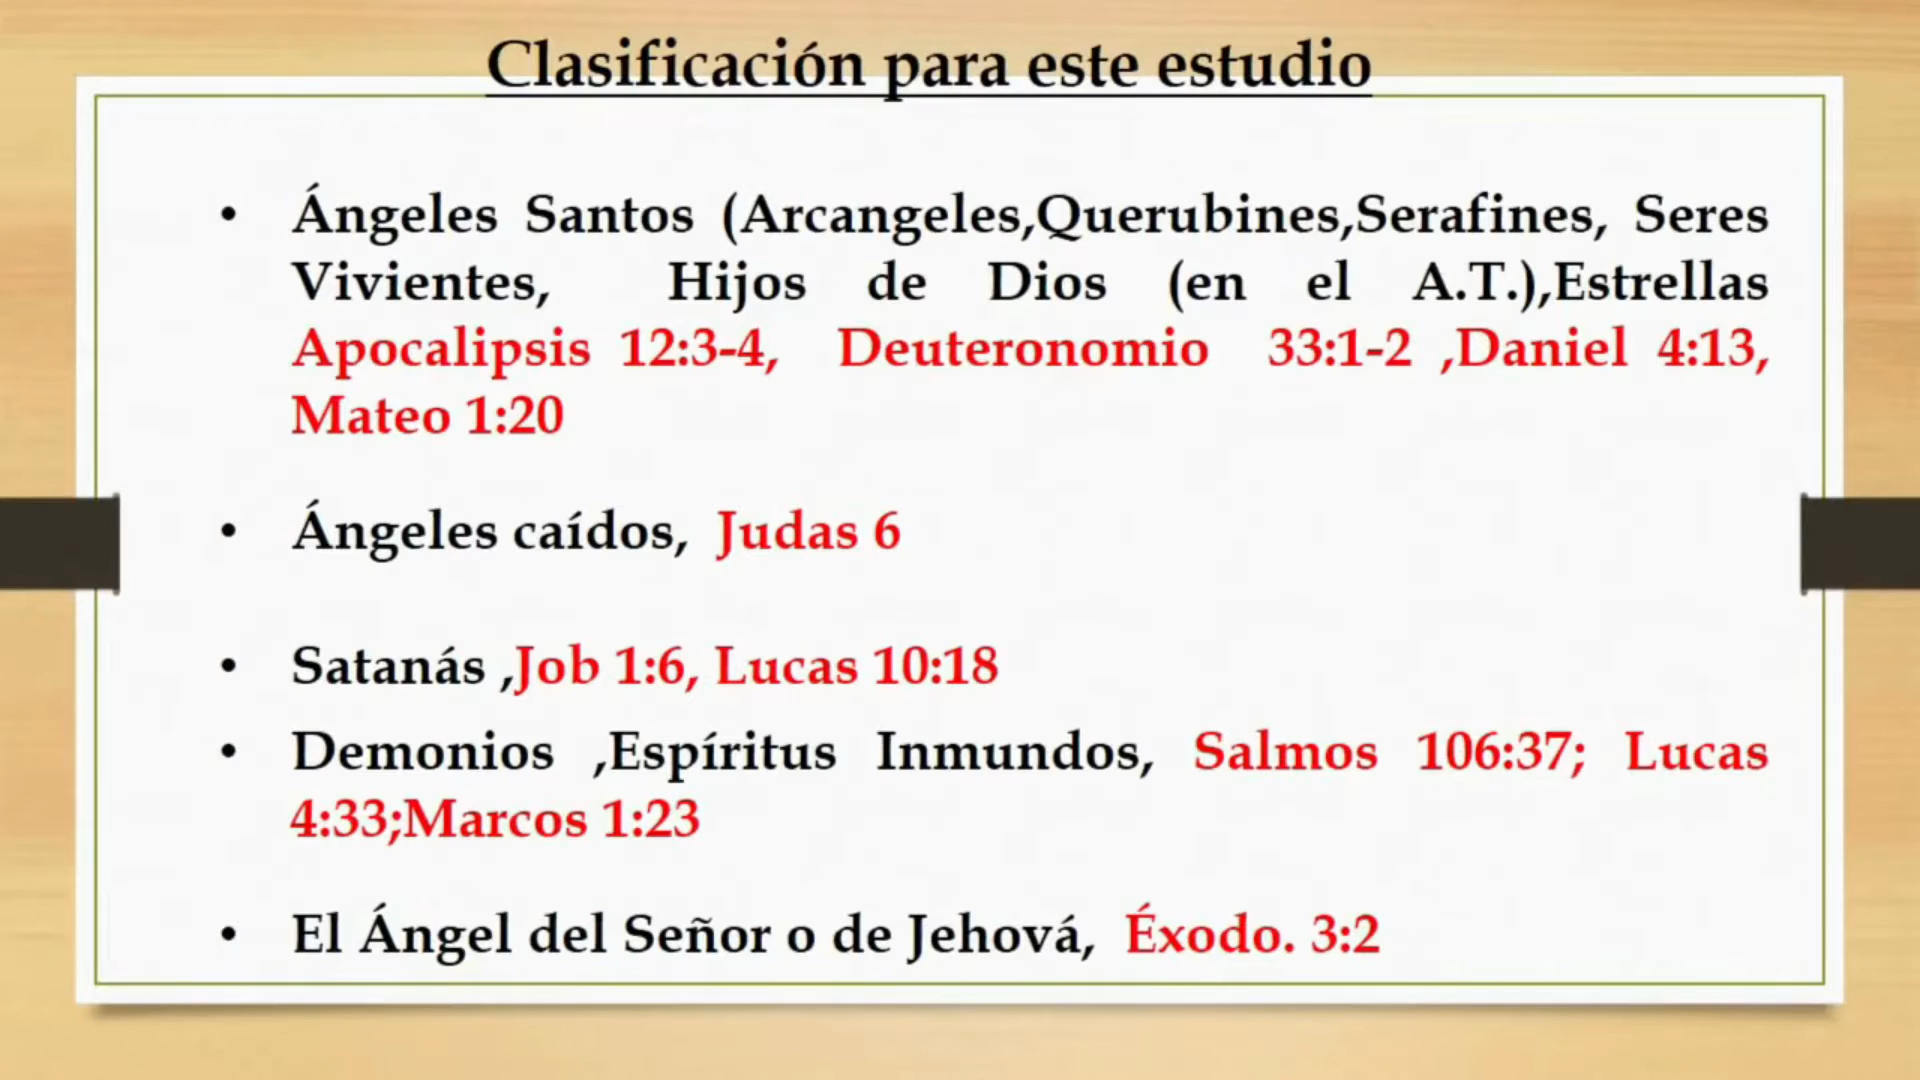 Clasificación para este estudio
• Ángeles Santos (Arcangeles,Querubines,Serafines, Seres
Vivientes, Hijos de Dios (en el A.T.),Estrellas
Apocalipsis 12:3-4, Deuteronomio 33:1-2 ,Daniel 4:13,
Mateo 1:20
• Ángeles caídos, Judas 6
• Satanás ,Job 1:6, Lucas 10:18
• Demonios ,Espíritus Inmundos, Salmos 106:37; Lucas
4:33;Marcos 1:23
• El Ángel del Señor o de Jehová, Éxodo. 3:2